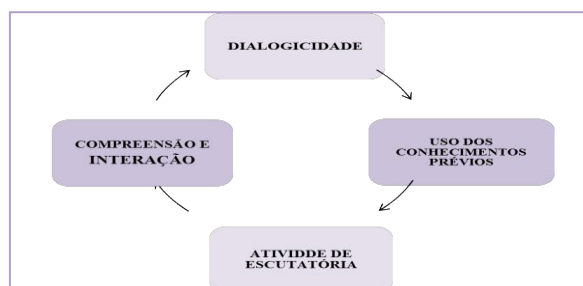 DIALOGICIDADE
COMPREENSÃO E
INTERAÇÃO
USO DOS
CONHECIMENTOS
PRÉVIOS
ATIVIDDE DE
ESCUTATÓRIA